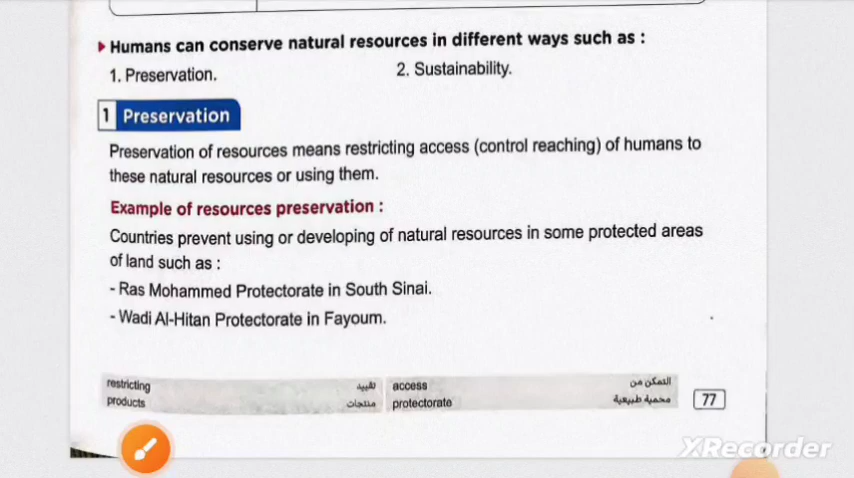 Humans can conserve natural resources in different ways such as :
1. Preservation. 2. Sustainability.
1 Preservation
Preservation of resources means restricting access (control reaching) of humans to
these natural resources or using them.
Example of resources preservation :
Countries prevent using or developing of natural resources in some protected areas
of land such as :
- Ras Mohammed Protectorate in South Sinai.
- Wadi Al-Hitan Protectorate in Fayoum.
restricting تقييد access التمكن من
products منتجات protectorate محمية طبيعية
77
XRecorder